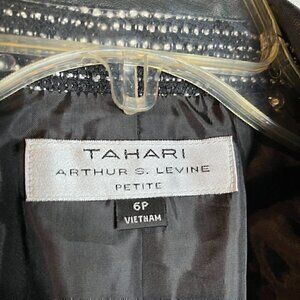 TAHARI
ARTHUR S. LEVINE
PETITE
6P
VIETNAM